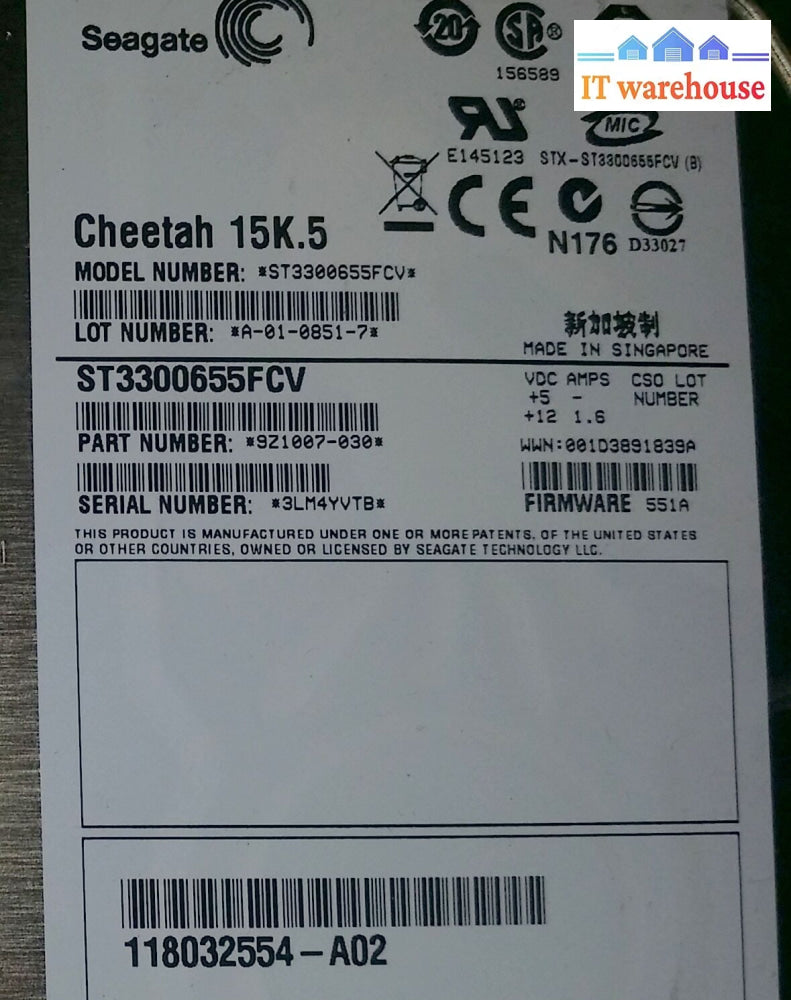 Seagate
20
SA®
156589
IT warehouse
RU®
MIC
E145123 STX-ST3300655FCV (B)
CE
N176 D33027
Cheetah 15K.5
MODEL NUMBER: *ST3300655FCV*
LOT NUMBER: *A-01-0851-7*
新加坡制
MADE IN SINGAPORE
ST3300655FCV
VDC AMPS CSO LOT
+5 - NUMBER
+12 1.6
PART NUMBER: *9Z1007-030*
WWN:001D3891839A
SERIAL NUMBER: *3LM4YVTB*
FIRMWARE 551A
THIS PRODUCT IS MANUFACTURED UNDER ONE OR MORE PATENTS. OF THE UNITED STATES
OR OTHER COUNTRIES, OWNED OR LICENSED BY SEAGATE TECHNOLOGY LLC.
118032554-A02